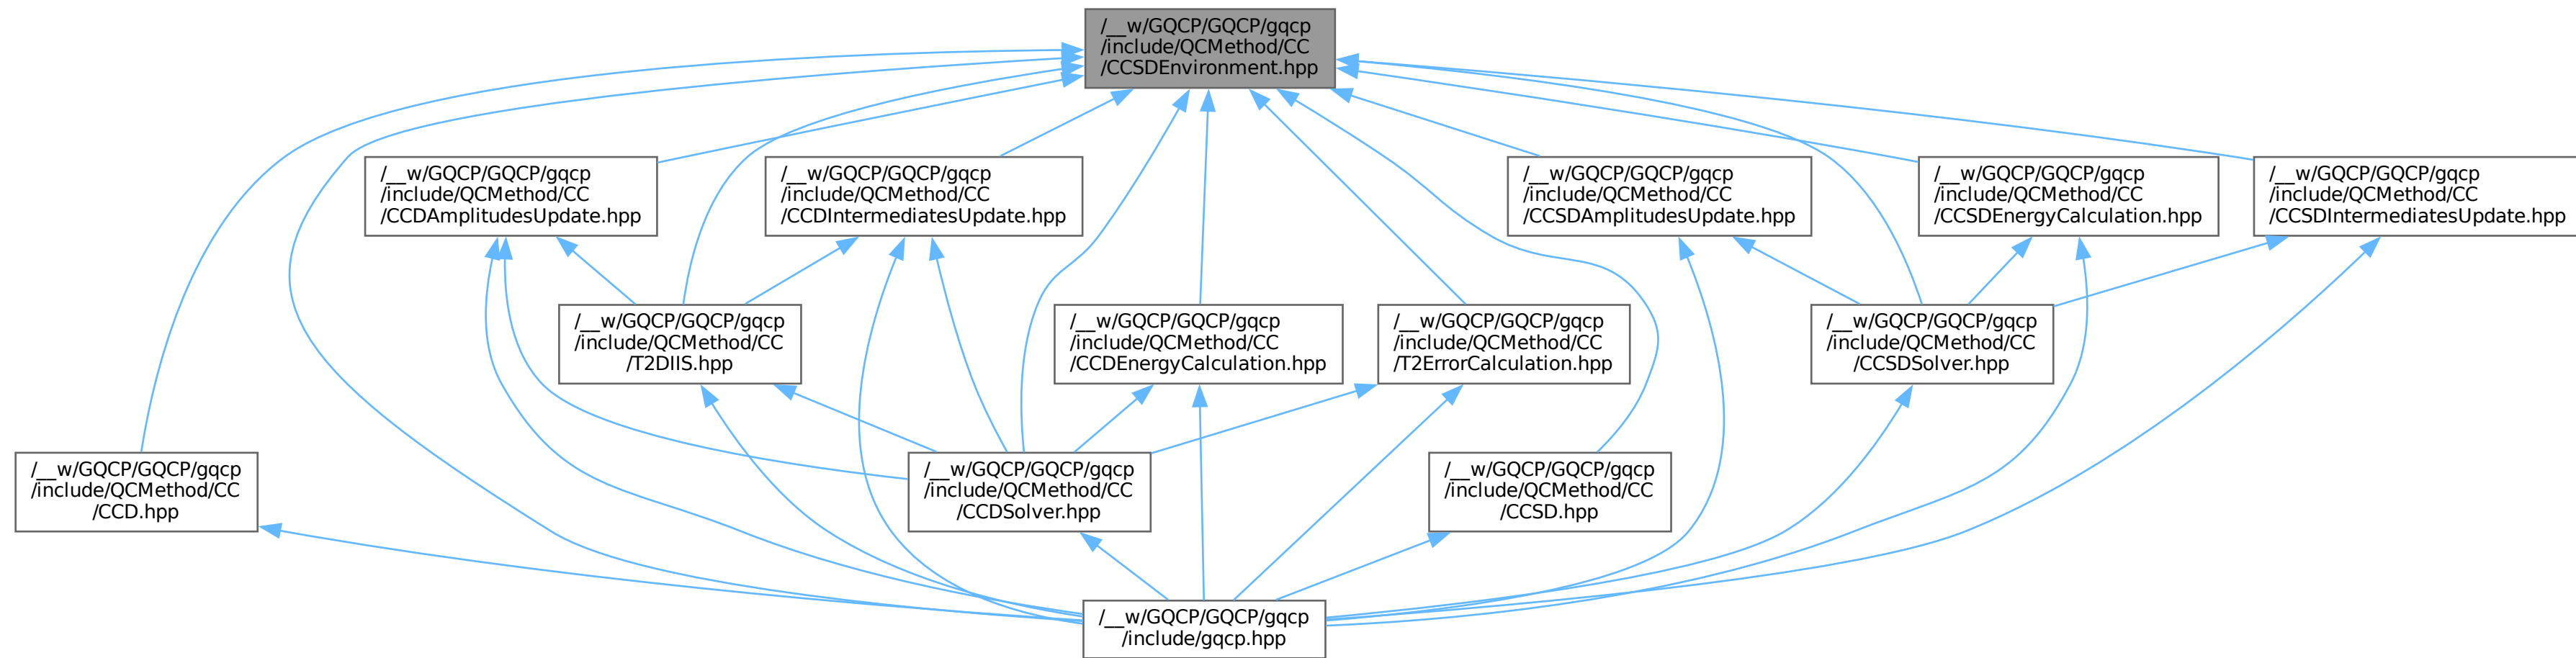 /__w/GQCP/GQCP/gqcp
/include/QCMethod/CC
/CCSDEnvironment.hpp
/__w/GQCP/GQCP/gqcp
/include/QCMethod/CC
/CCDAmplitudesUpdate.hpp
/__w/GQCP/GQCP/gqcp
/include/QCMethod/CC
/CCDIntermediatesUpdate.hpp
/__w/GQCP/GQCP/gqcp
/include/QCMethod/CC
/CCSDAmplitudesUpdate.hpp
/__w/GQCP/GQCP/gqcp
/include/QCMethod/CC
/CCSDEnergyCalculation.hpp
/__w/GQCP/GQCP/gqcp
/include/QCMethod/CC
/CCSDIntermediatesUpdate.hpp
/__w/GQCP/GQCP/gqcp
/include/QCMethod/CC
/T2DIIS.hpp
/__w/GQCP/GQCP/gqcp
/include/QCMethod/CC
/CCDEnergyCalculation.hpp
/__w/GQCP/GQCP/gqcp
/include/QCMethod/CC
/T2ErrorCalculation.hpp
/__w/GQCP/GQCP/gqcp
/include/QCMethod/CC
/CCSDSolver.hpp
/__w/GQCP/GQCP/gqcp
/include/QCMethod/CC
/CCD.hpp
/__w/GQCP/GQCP/gqcp
/include/QCMethod/CC
/CCDSolver.hpp
/__w/GQCP/GQCP/gqcp
/include/QCMethod/CC
/CCSD.hpp
/__w/GQCP/GQCP/gqcp
/include/gqcp.hpp